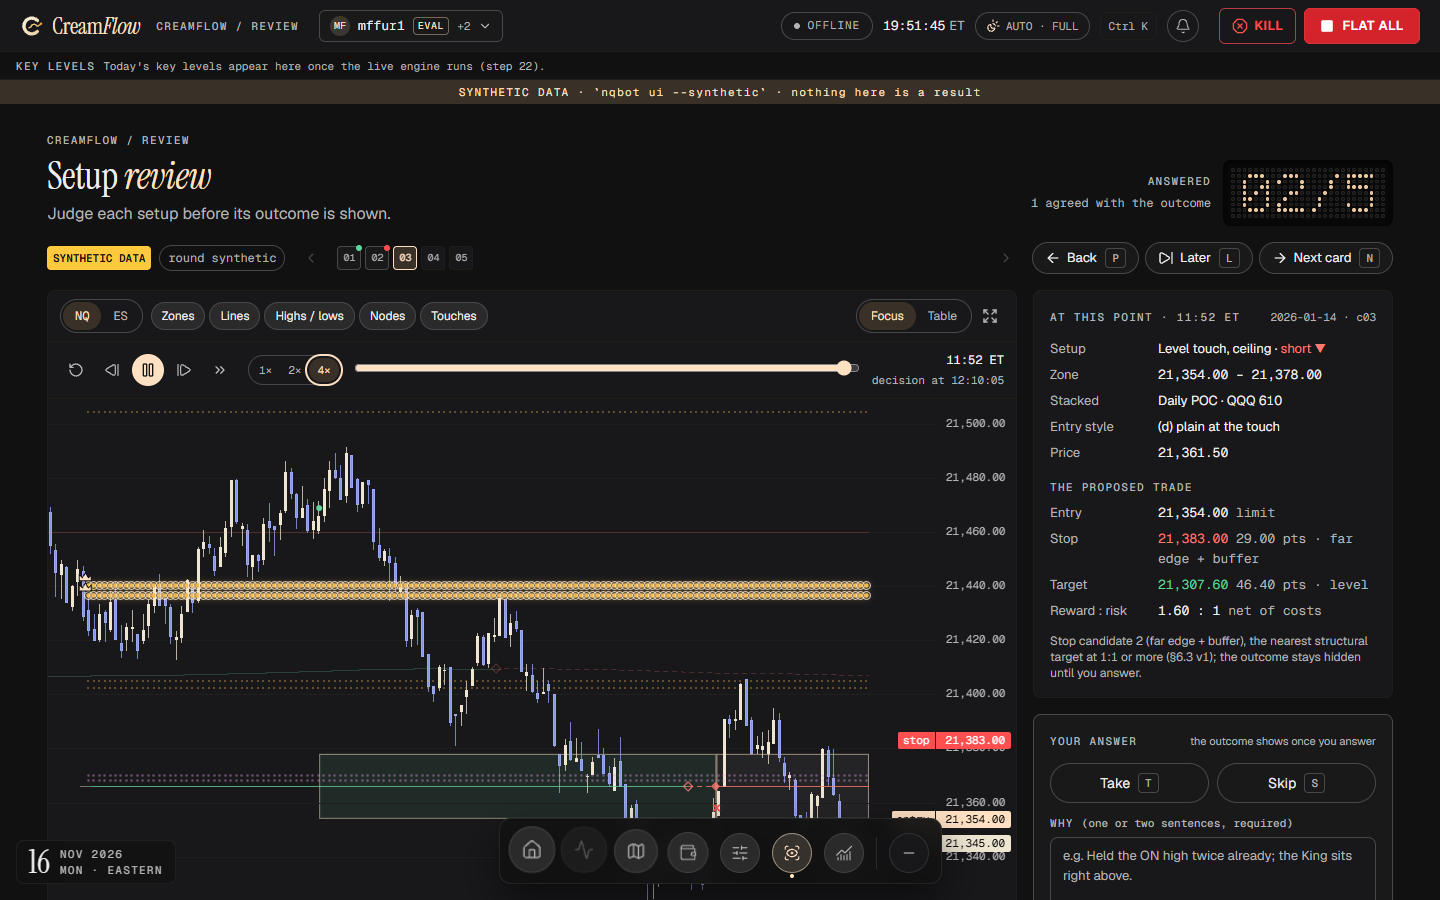 CreamFlow
CREAMFLOW / REVIEW
MF mffur1 EVAL +2
OFFLINE
19:51:45 ET
AUTO · FULL
Ctrl K
KILL
FLAT ALL
KEY LEVELS Today's key levels appear here once the live engine runs (step 22).
SYNTHETIC DATA · `nqbot ui --synthetic` · nothing here is a result
CREAMFLOW / REVIEW
Setup review
Judge each setup before its outcome is shown.
ANSWERED
1 agreed with the outcome
02/5
SYNTHETIC DATA
round synthetic
01 02 03 04 05
Back P
Later L
Next card N
NQ ES
Zones
Lines
Highs / lows
Nodes
Touches
Focus Table
1× 2× 4×
11:52 ET
decision at 12:10:05
21,500.00
21,480.00
21,460.00
21,440.00
21,420.00
21,400.00
stop 21,383.00
21,360.00
21,354.00
21,345.00
21,340.00
AT THIS POINT · 11:52 ET
2026-01-14 · c03
Setup Level touch, ceiling · short ▼
Zone 21,354.00 – 21,378.00
Stacked Daily POC · QQQ 610
Entry style (d) plain at the touch
Price 21,361.50
THE PROPOSED TRADE
Entry 21,354.00 limit
Stop 21,383.00 29.00 pts · far
edge + buffer
Target 21,307.60 46.40 pts · level
Reward : risk 1.60 : 1 net of costs
Stop candidate 2 (far edge + buffer), the nearest structural
target at 1:1 or more (§6.3 v1); the outcome stays hidden
until you answer.
YOUR ANSWER
the outcome shows once you answer
Take T
Skip S
WHY (one or two sentences, required)
e.g. Held the ON high twice already; the King sits
right above.
16
NOV 2026
MON · EASTERN